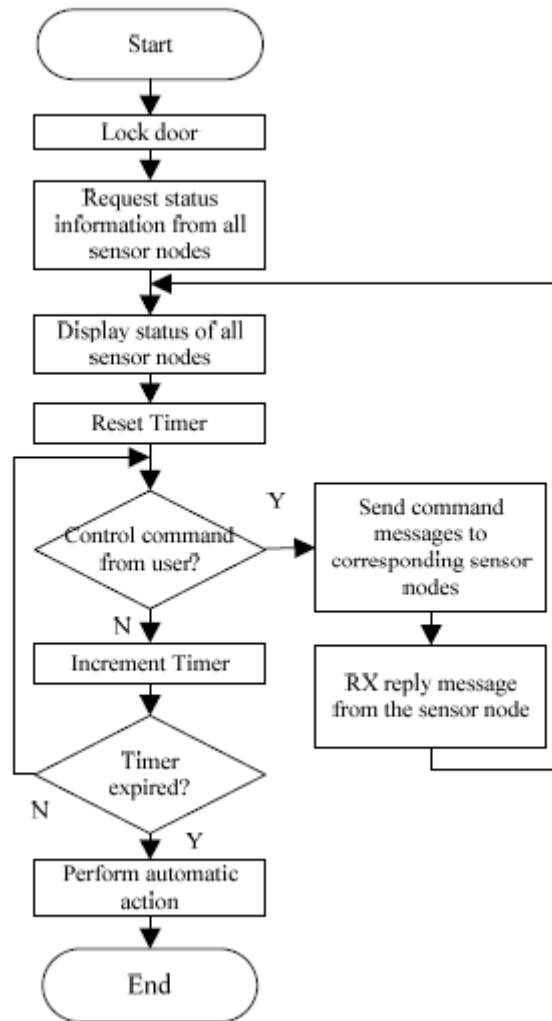 Start
Lock door
Request status
information from all
sensor nodes
Display status of all
sensor nodes
Reset Timer
Control command
from user?
Y
Send command
messages to
corresponding sensor
nodes
N
Increment Timer
RX reply message
from the sensor node
Timer
expired?
N
Y
Perform automatic
action
End